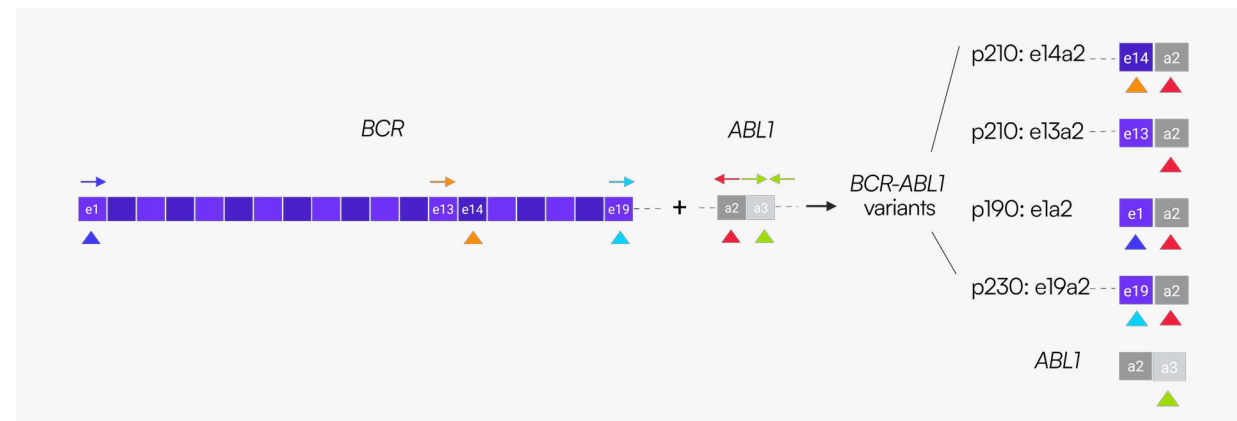 BCR
ABL1
e1 e13 e14 e19 + a2 a3
BCR-ABL1
variants
p210: e14a2 e14 a2
p210: e13a2 e13 a2
p190: e1a2 e1 a2
p230: e19a2 e19 a2
ABL1 a2 a3